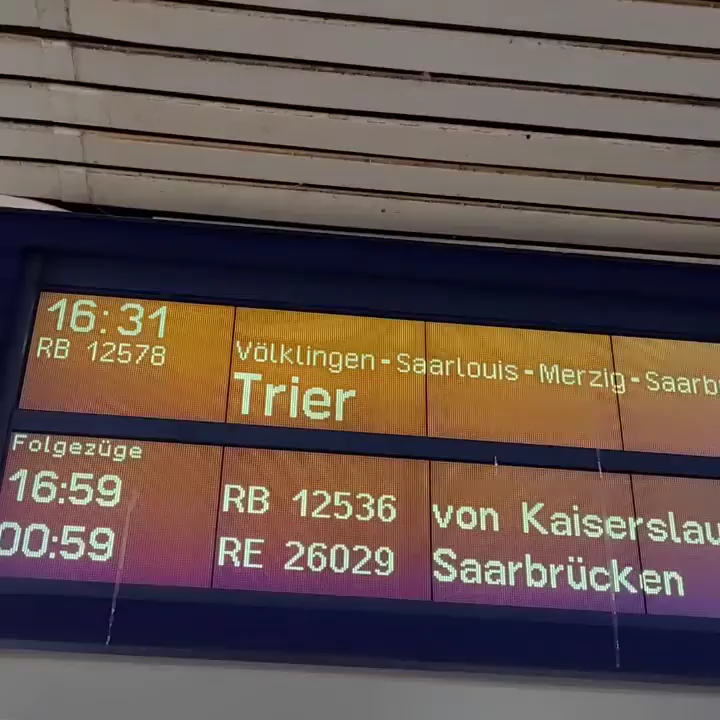 16:31
RB 12578
Völklingen - Saarlouis - Merzig -
Trier
Folgezüge
16:59 RB 12536 von
00:59 RE 26029 Saarbrücken